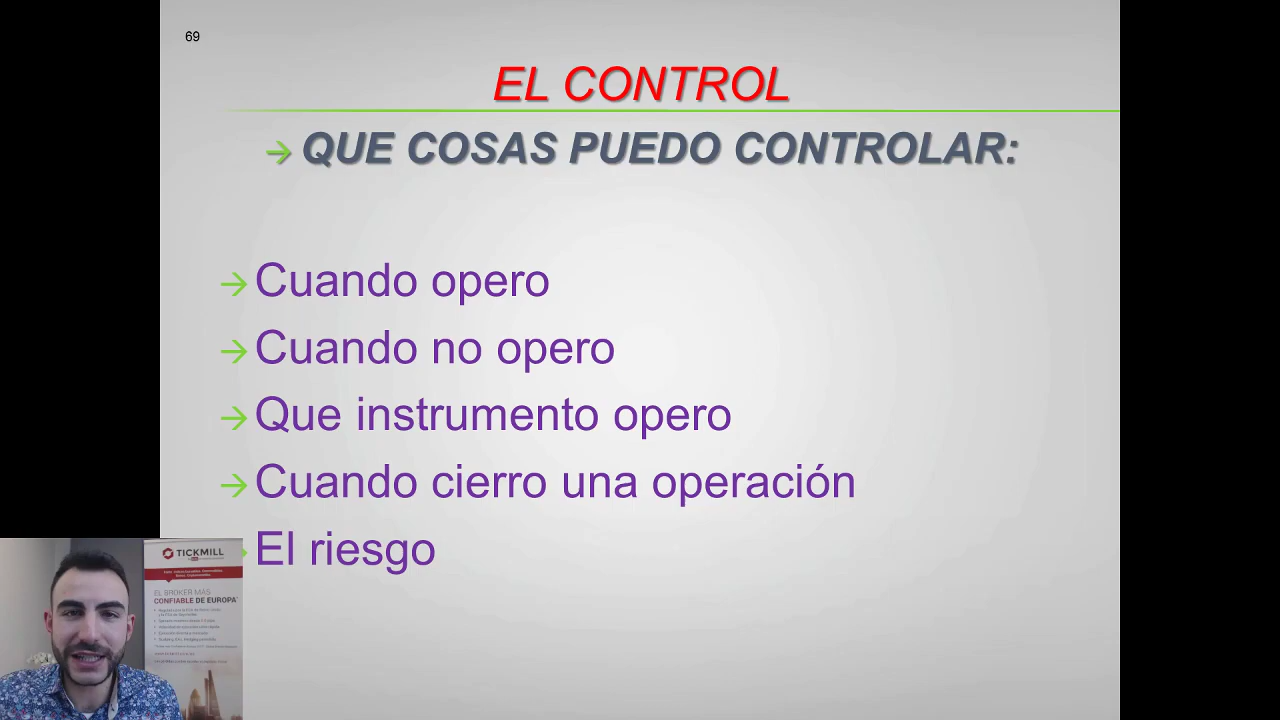 69
EL CONTROL
QUE COSAS PUEDO CONTROLAR:
Cuando opero
Cuando no opero
Que instrumento opero
Cuando cierro una operación
El riesgo
TICKMILL
EL BROKER MÁS
CONFIABLE DE EUROPA*